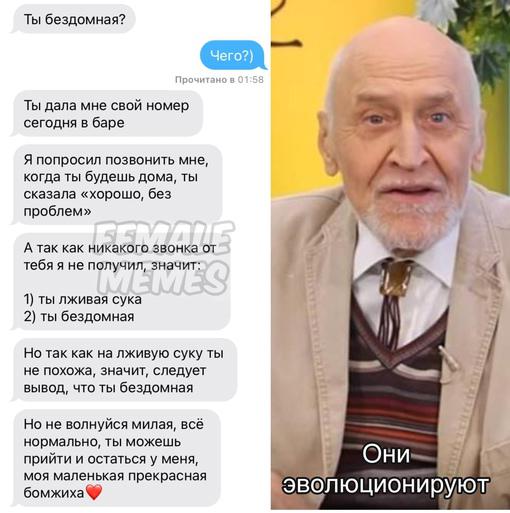 Ты бездомная?
Чего?)
Прочитано в 01:58
Ты дала мне свой номер
сегодня в баре
Я попросил позвонить мне,
когда ты будешь дома, ты
сказала «хорошо, без
проблем»
А так как никакого звонка от
тебя я не получил, значит:
1) ты лживая сука
2) ты бездомная
FEMALE
MEMES
Но так как на лживую суку ты
не похожа, значит, следует
вывод, что ты бездомная
Но не волнуйся милая, всё
нормально, ты можешь
прийти и остаться у меня,
моя маленькая прекрасная
бомжиха❤️
Они
эволюционируют